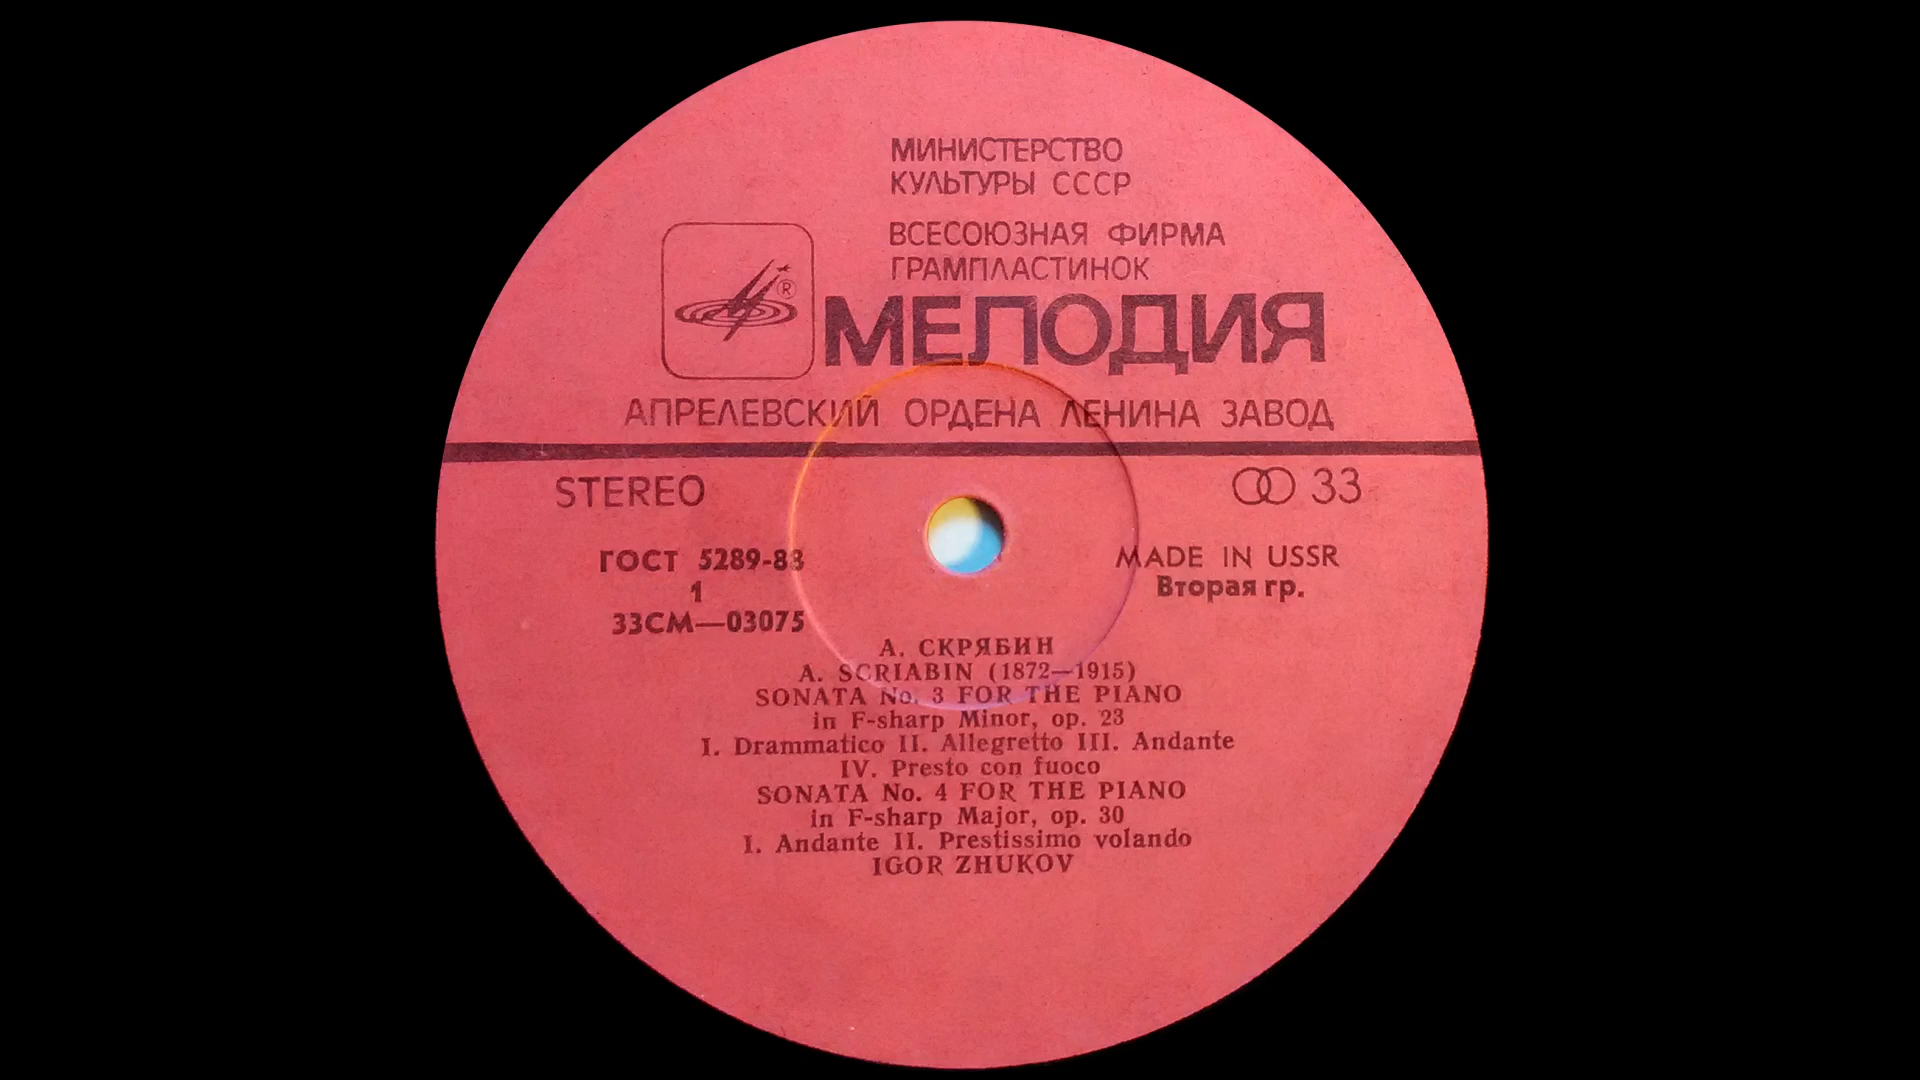 МИНИСТЕРСТВО
КУЛЬТУРЫ СССР
ВСЕСОЮЗНАЯ ФИРМА
ГРАМПЛАСТИНОК
®
МЕЛОДИЯ
АПРЕЛЕВСКИЙ ОРДЕНА ЛЕНИНА ЗАВОД
STEREO
33
ГОСТ 5289-88
1
33СМ—03075
MADE IN USSR
Вторая гр.
А. СКРЯБИН
A. SCRIABIN (1872—1915)
SONATA No. 3 FOR THE PIANO
in F-sharp Minor, op. 23
I. Drammatico II. Allegretto III. Andante
IV. Presto con fuoco
SONATA No. 4 FOR THE PIANO
in F-sharp Major, op. 30
I. Andante II. Prestissimo volando
IGOR ZHUKOV